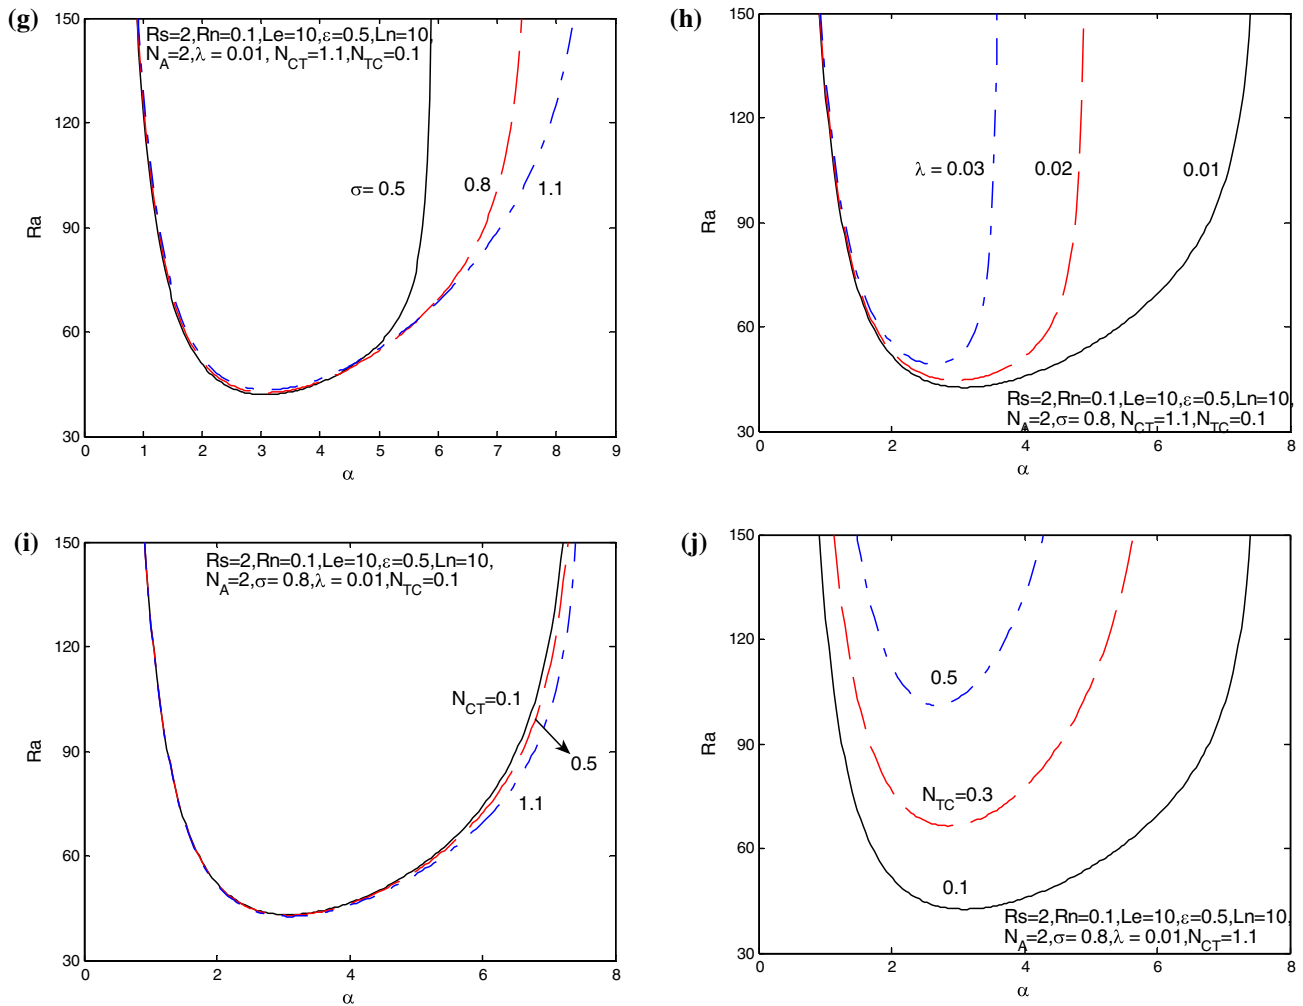 (g)
150
120
90
60
30
Ra
Rs=2,Rn=0.1,Le=10,ε=0.5,Ln=10,
N_A=2,λ = 0.01, N_CT=1.1,N_TC=0.1
σ= 0.5
0.8
1.1
0 1 2 3 4 5 6 7 8 9
α
(h)
150
120
90
60
30
Ra
λ = 0.03
0.02
0.01
Rs=2,Rn=0.1,Le=10,ε=0.5,Ln=10,
N_A=2,σ= 0.8, N_CT=1.1,N_TC=0.1
0 2 4 6 8
α
(i)
150
120
90
60
30
Ra
Rs=2,Rn=0.1,Le=10,ε=0.5,Ln=10,
N_A=2,σ= 0.8,λ = 0.01,N_TC=0.1
N_CT=0.1
0.5
1.1
0 2 4 6 8
α
(j)
150
120
90
60
30
Ra
0.5
N_TC=0.3
0.1
Rs=2,Rn=0.1,Le=10,ε=0.5,Ln=10,
N_A=2,σ= 0.8,λ = 0.01,N_CT=1.1
0 2 4 6 8
α